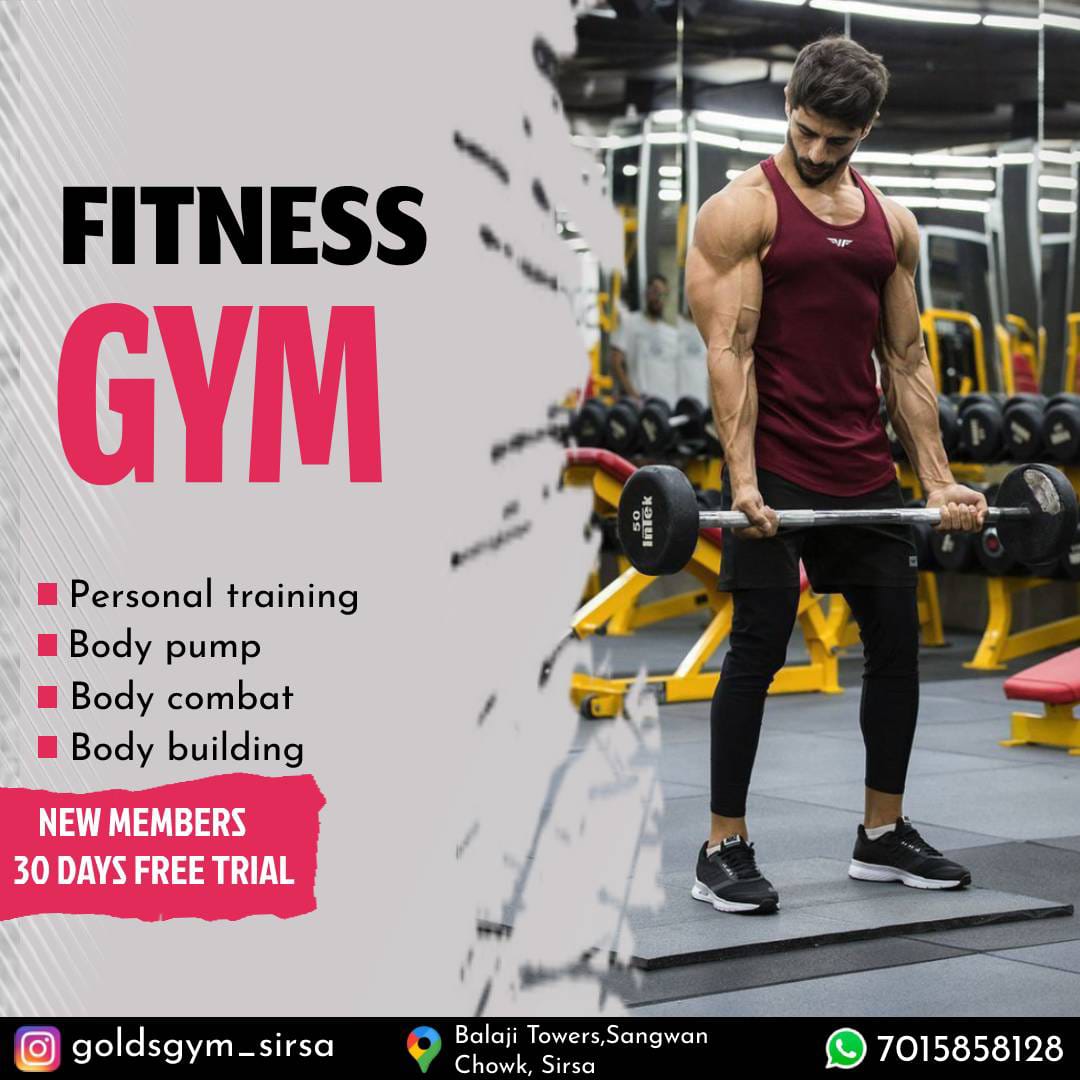 FITNESS
GYM
Personal training
Body pump
Body combat
Body building
NEW MEMBERS
30 DAYS FREE TRIAL
50
InTek
goldsgym_sirsa
Balaji Towers,Sangwan
Chowk, Sirsa
7015858128